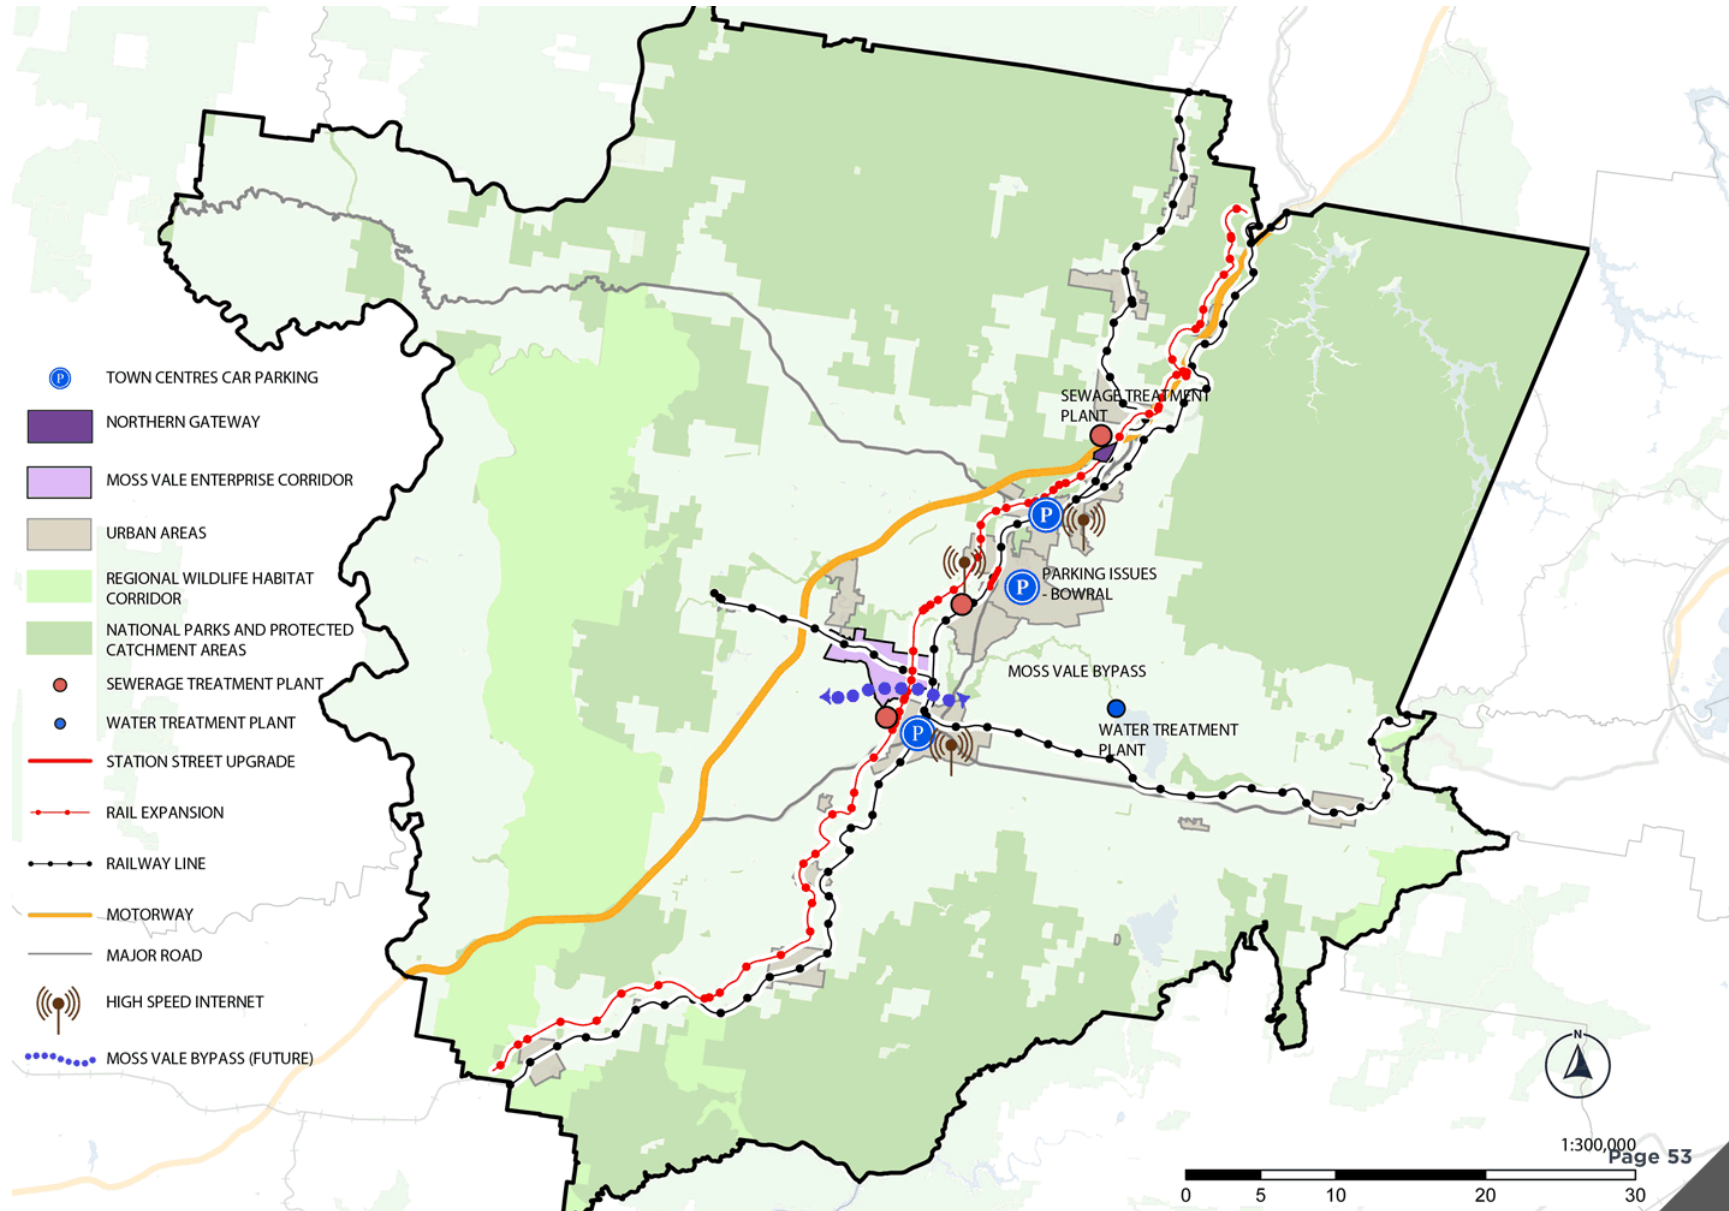 TOWN CENTRES CAR PARKING
P
NORTHERN GATEWAY
MOSS VALE ENTERPRISE CORRIDOR
URBAN AREAS
REGIONAL WILDLIFE HABITAT
CORRIDOR
NATIONAL PARKS AND PROTECTED
CATCHMENT AREAS
SEWERAGE TREATMENT PLANT
WATER TREATMENT PLANT
STATION STREET UPGRADE
RAIL EXPANSION
RAILWAY LINE
MOTORWAY
MAJOR ROAD
HIGH SPEED INTERNET
MOSS VALE BYPASS (FUTURE)
SEWAGE TREATMENT
PLANT
P
P
PARKING ISSUES
- BOWRAL
MOSS VALE BYPASS
P
WATER TREATMENT
PLANT
N
1:300,000
Page 53
0 5 10 20 30